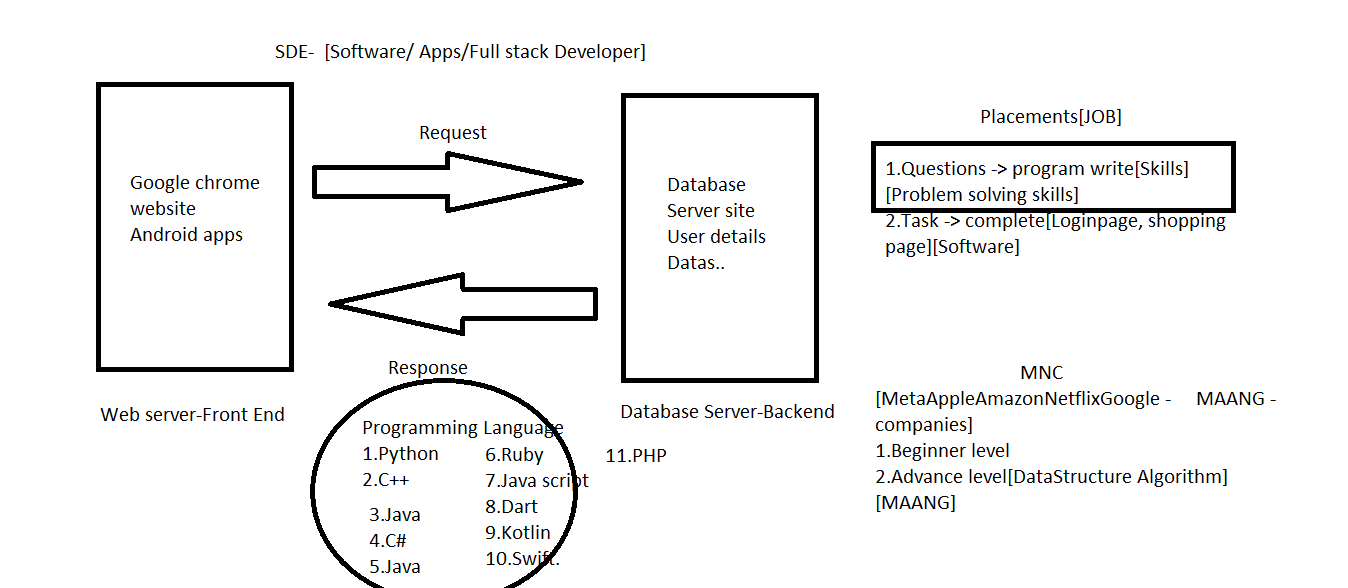 SDE-  [Software/ Apps/Full stack Developer]
Request
Google chrome
website
Android apps
Database
Server site
User details
Datas..
Placements[JOB]
1.Questions -> program write[Skills]
[Problem solving skills]
2.Task -> complete[Loginpage, shopping
page][Software]
Response
Web server-Front End
Database Server-Backend
Programming Language
1.Python
2.C++
3.Java
4.C#
5.Java
6.Ruby
7.Java script
8.Dart
9.Kotlin
10.Swift.
11.PHP
MNC
[MetaAppleAmazonNetflixGoogle -     MAANG -
companies]
1.Beginner level
2.Advance level[DataStructure Algorithm]
[MAANG]